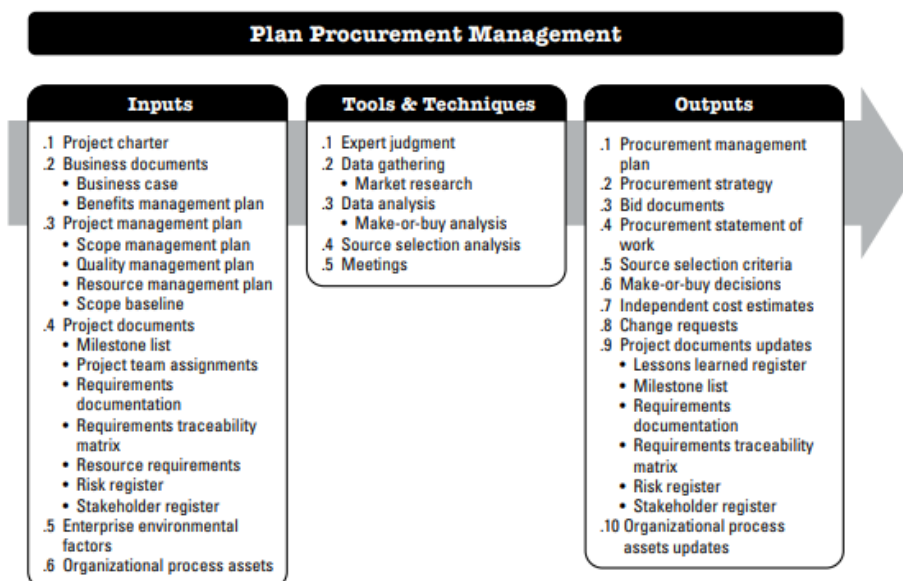 Plan Procurement Management
Inputs
.1 Project charter
.2 Business documents
• Business case
• Benefits management plan
.3 Project management plan
• Scope management plan
• Quality management plan
• Resource management plan
• Scope baseline
.4 Project documents
• Milestone list
• Project team assignments
• Requirements
documentation
• Requirements traceability
matrix
• Resource requirements
• Risk register
• Stakeholder register
.5 Enterprise environmental
factors
.6 Organizational process assets
Tools & Techniques
.1 Expert judgment
.2 Data gathering
• Market research
.3 Data analysis
• Make-or-buy analysis
.4 Source selection analysis
.5 Meetings
Outputs
.1 Procurement management
plan
.2 Procurement strategy
.3 Bid documents
.4 Procurement statement of
work
.5 Source selection criteria
.6 Make-or-buy decisions
.7 Independent cost estimates
.8 Change requests
.9 Project documents updates
• Lessons learned register
• Milestone list
• Requirements
documentation
• Requirements traceability
matrix
• Risk register
• Stakeholder register
.10 Organizational process
assets updates